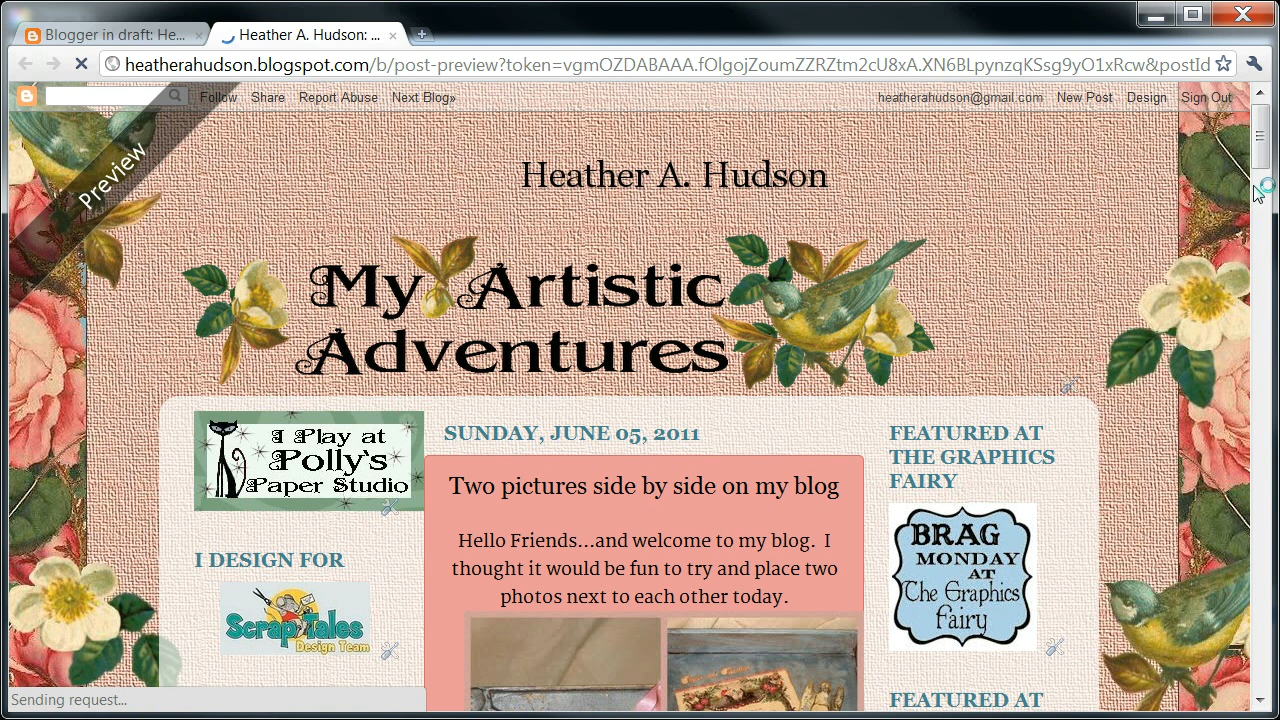 Blogger in draft: He...
Heather A. Hudson: ...
heatherahudson.blogspot.com/b/post-preview?token=vgmOZDABAAA.fOlgojZoumZZRZtm2cU8xA.XN6BLpynzqKSsg9yO1xRcw&postId
Follow Share Report Abuse Next Blog»
heatherahudson@gmail.com New Post Design Sign Out
Preview
Heather A. Hudson
My Artistic
Adventures
I Play at
Polly's
Paper Studio
I DESIGN FOR
Scrap Tales
Design Team
SUNDAY, JUNE 05, 2011
Two pictures side by side on my blog
Hello Friends...and welcome to my blog. I
thought it would be fun to try and place two
photos next to each other today.
FEATURED AT
THE GRAPHICS
FAIRY
BRAG
MONDAY
AT
The Graphics
Fairy
FEATURED AT
Sending request...